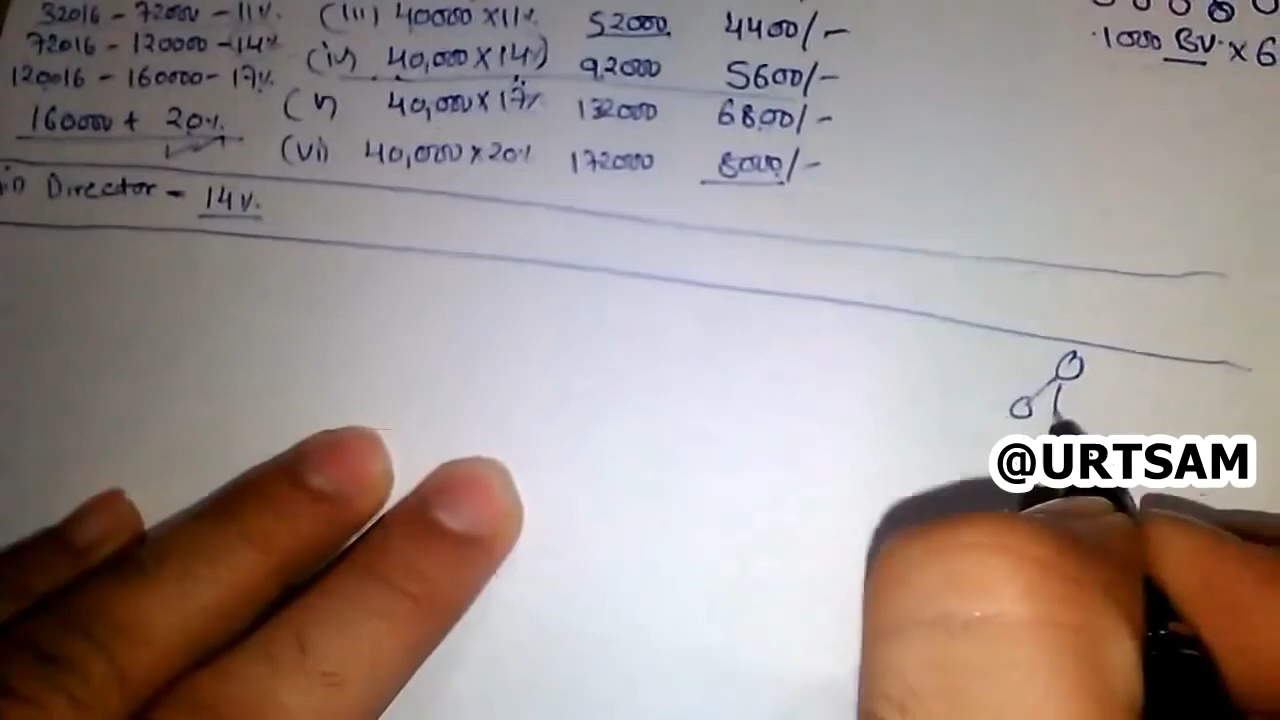 32016 - 72000 - 11%.
72016 - 120000 - 14%
120016 - 160000 - 17%.
160000 + 20%.
(iii) 40000 x 11%. 52000 4400/-
(iv) 40,000 x 14%) 92000 5600/-
(v) 40,000 x 17% 132000 6800/-
(vi) 40,000 x 20% 172000 8000/-
Director - 14%.
1000 BV. x 6
@URTSAM